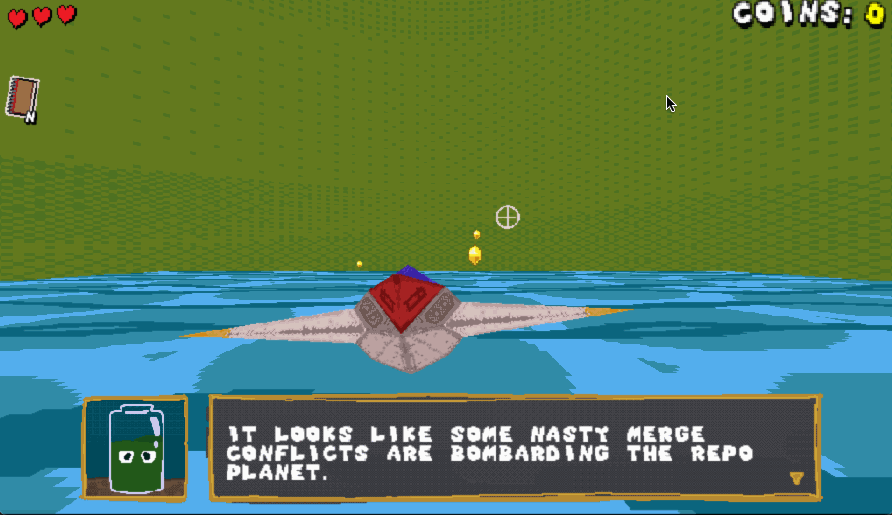 COINS: 0
N
IT LOOKS LIKE SOME NASTY MERGE
CONFLICTS ARE BOMBARDING THE REPO
PLANET.